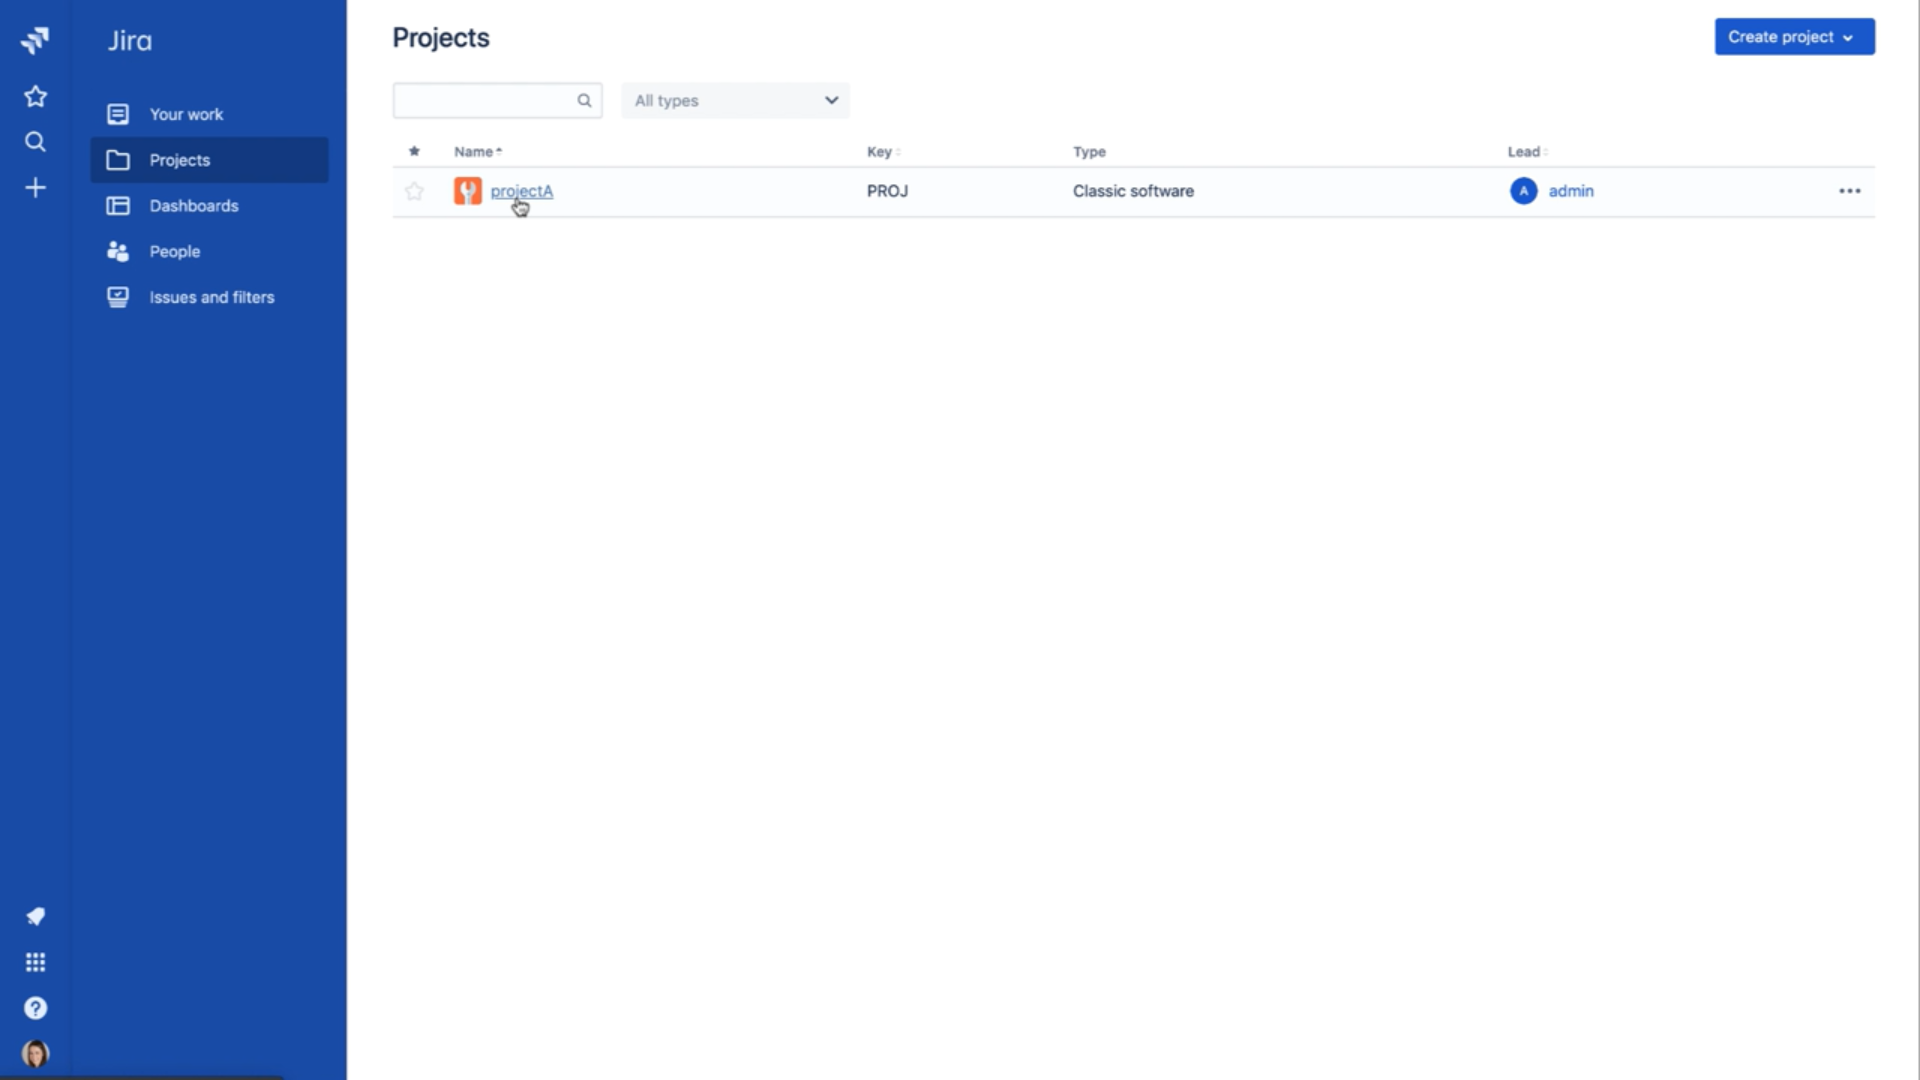 Jira
Your work
Projects
Dashboards
People
Issues and filters
Projects
Create project
All types
Name Key Type Lead
projectA PROJ Classic software A admin